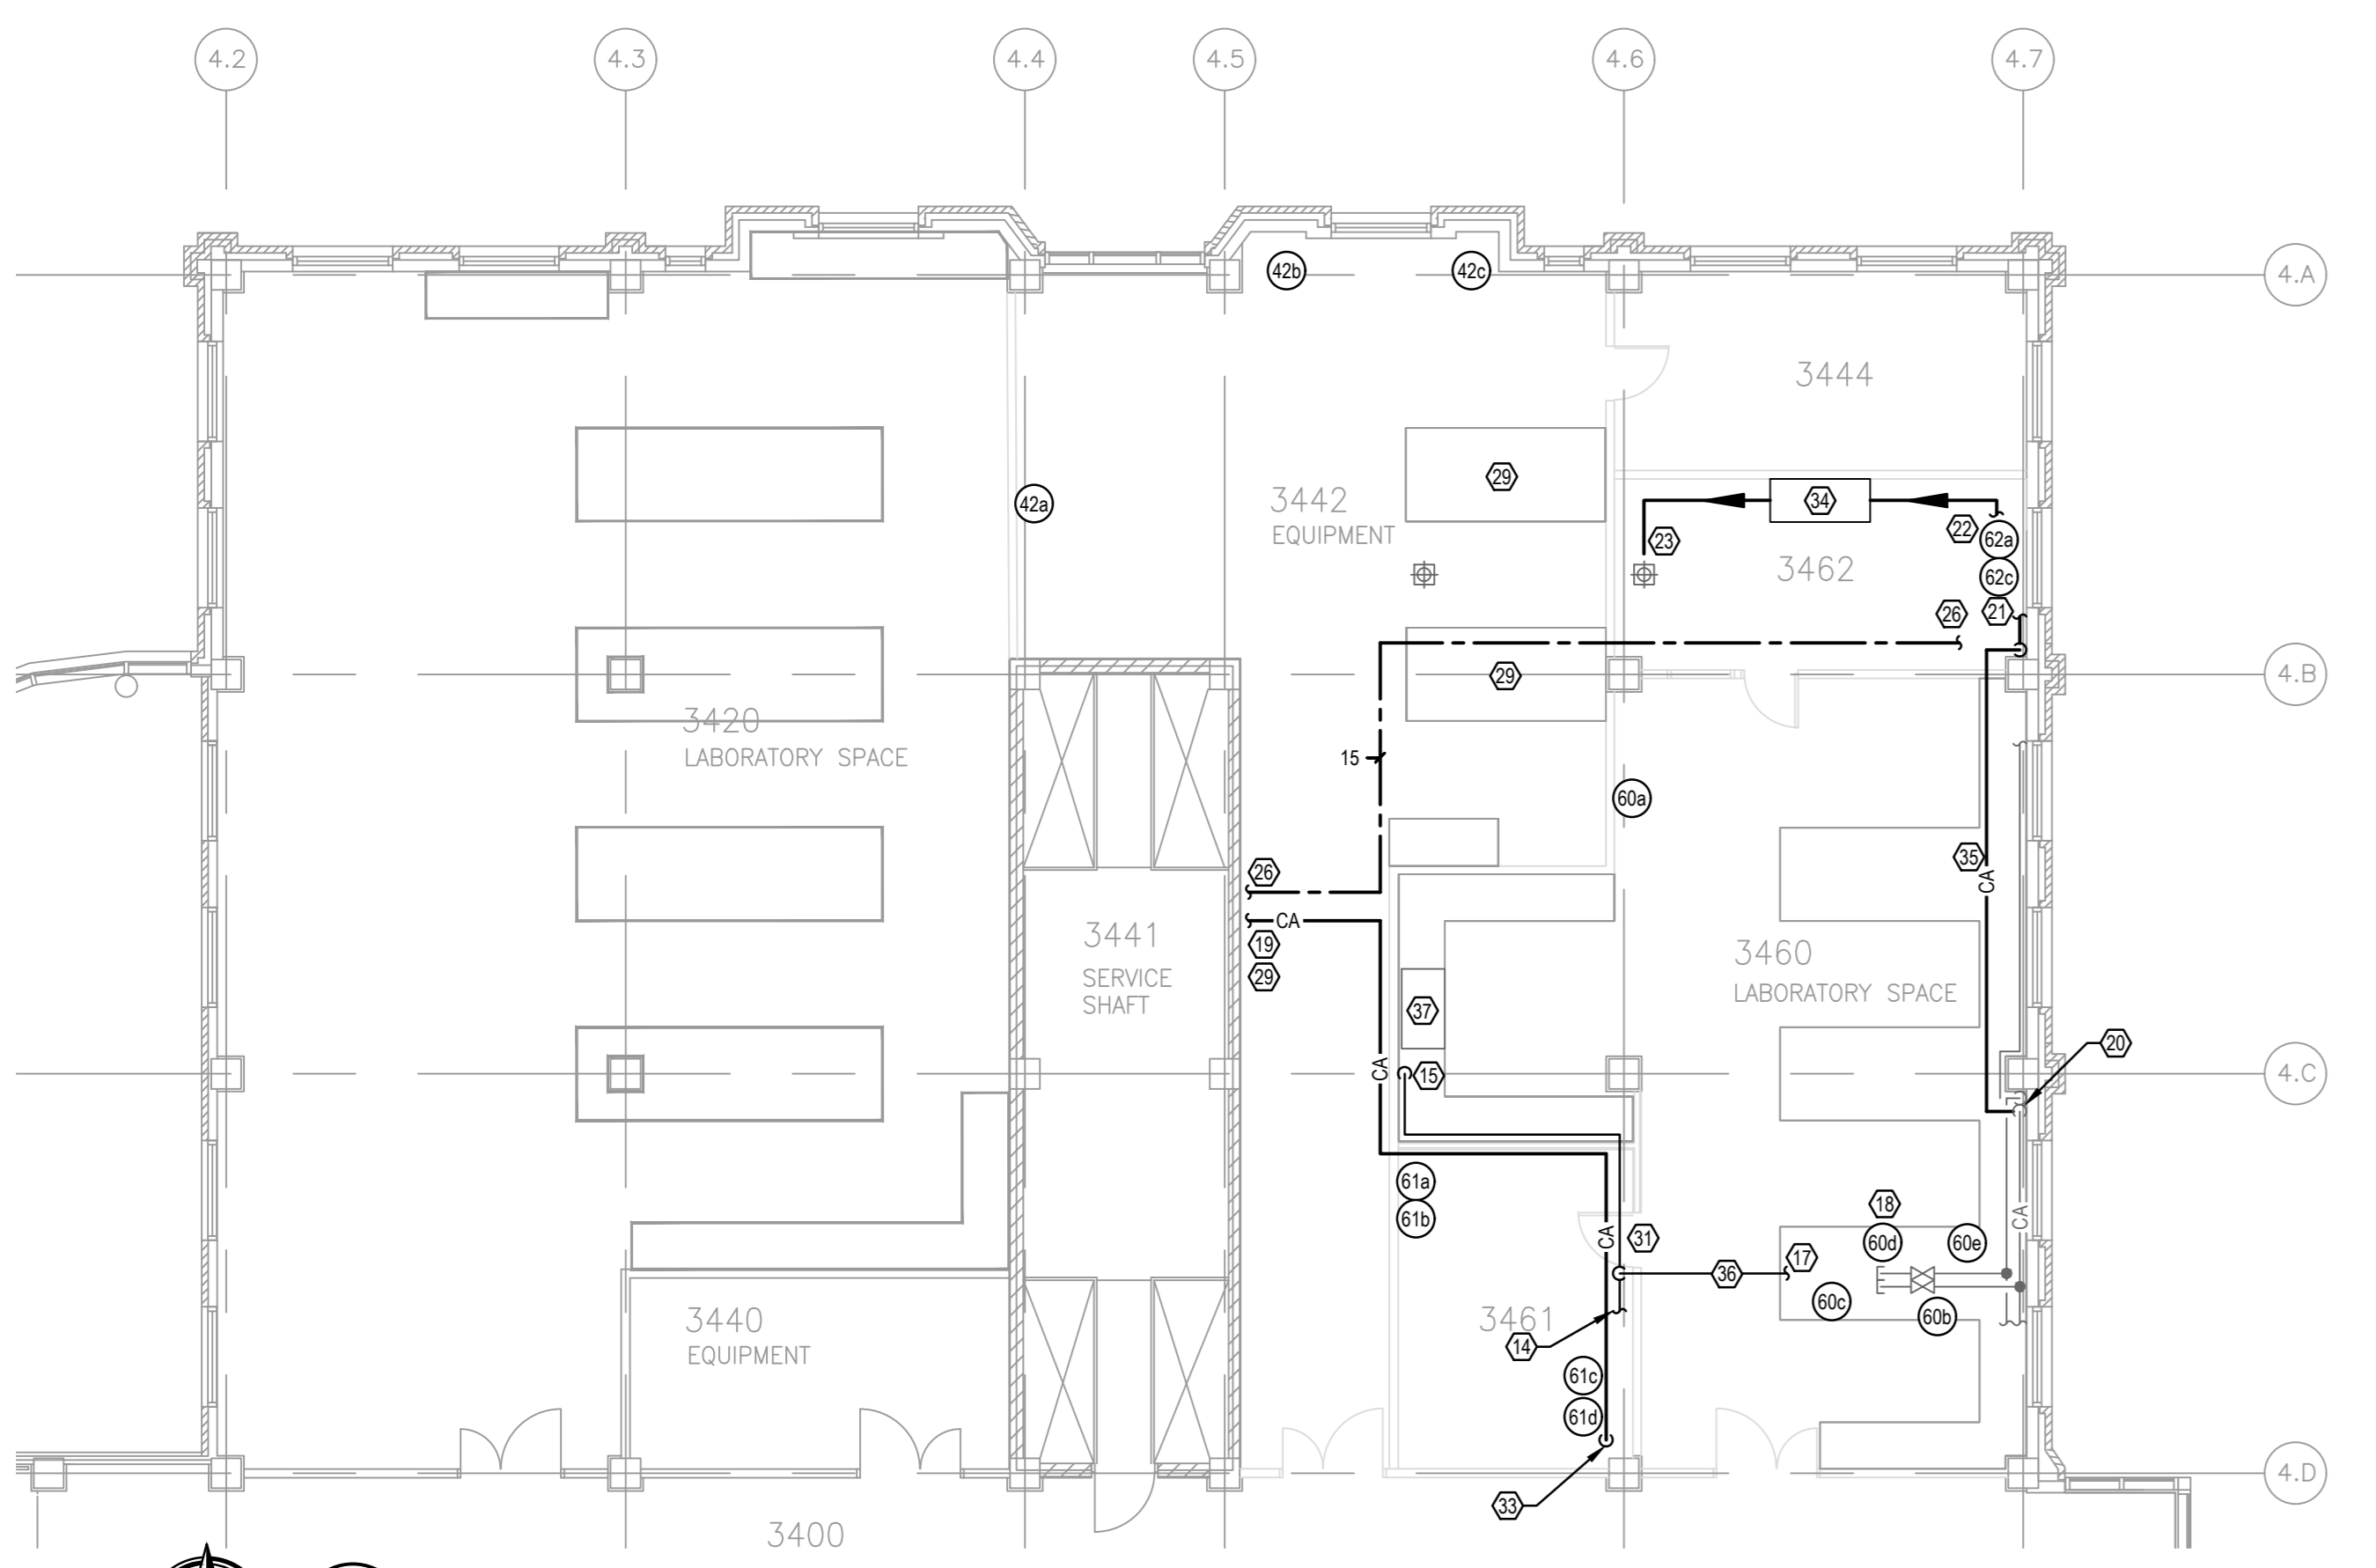 4.2
4.3
4.4
4.5
4.6
4.7
42b
42c
4.A
3444
29
3442
EQUIPMENT
42a
34
23
22
62a
3462
62c
26
21
29
4.B
3420
LABORATORY SPACE
15
60a
35
CA
26
CA
19
29
3441
SERVICE
SHAFT
3460
LABORATORY SPACE
37
20
CA
15
4.C
61a
61b
18
CA
31
60d
60e
CA
17
36
60c
60b
3440
EQUIPMENT
3461
14
61c
61d
4.D
33
3400